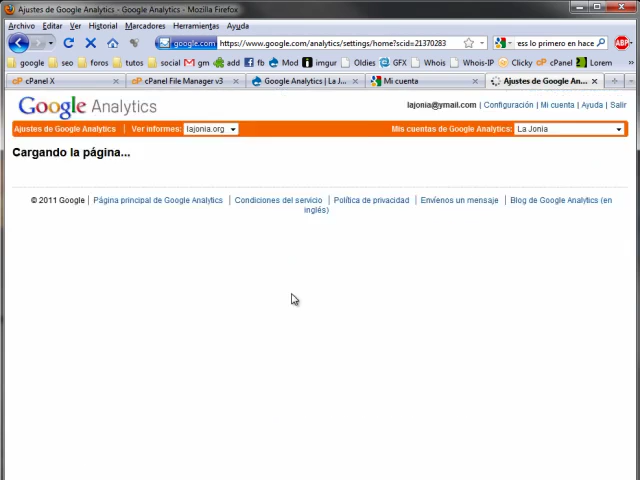 Ajustes de Google Analytics - Google Analytics - Mozilla Firefox
Archivo Editar Ver Historial Marcadores Herramientas Ayuda
google.com https://www.google.com/analytics/settings/home?scid=21370283 ess lo primero en hace ABP
google seo foros tutos social gm add fb Mod imgur Oldies GFX Whois Whois-IP Clicky cPanel Lorem
cPanel X cPanel File Manager v3 Google Analytics | La J... Mi cuenta Ajustes de Google An...
Google Analytics lajonia@ymail.com | Configuración | Mi cuenta | Ayuda | Salir
Ajustes de Google Analytics | Ver informes: lajonia.org Mis cuentas de Google Analytics: La Jonia
Cargando la página...
© 2011 Google | Página principal de Google Analytics | Condiciones del servicio | Política de privacidad | Envíenos un mensaje | Blog de Google Analytics (en
inglés)